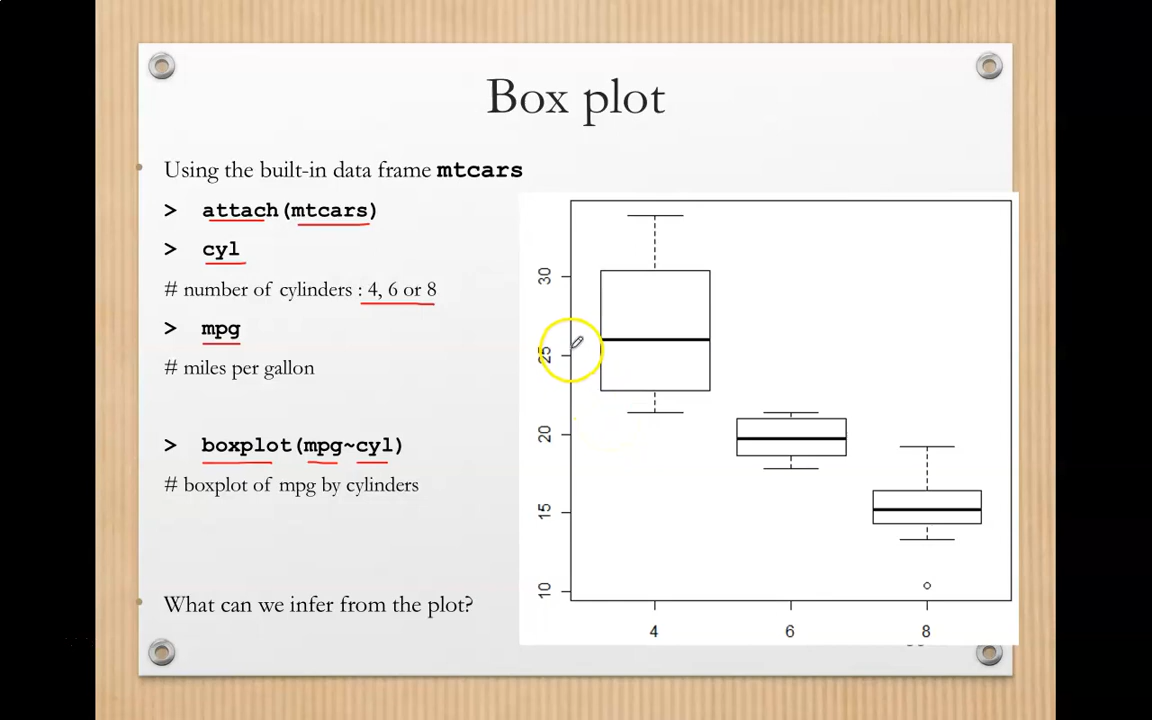 Box plot
Using the built-in data frame mtcars
> attach(mtcars)
> cyl
# number of cylinders : 4, 6 or 8
> mpg
# miles per gallon
> boxplot(mpg~cyl)
# boxplot of mpg by cylinders
What can we infer from the plot?
30
25
20
15
10
4 6 8